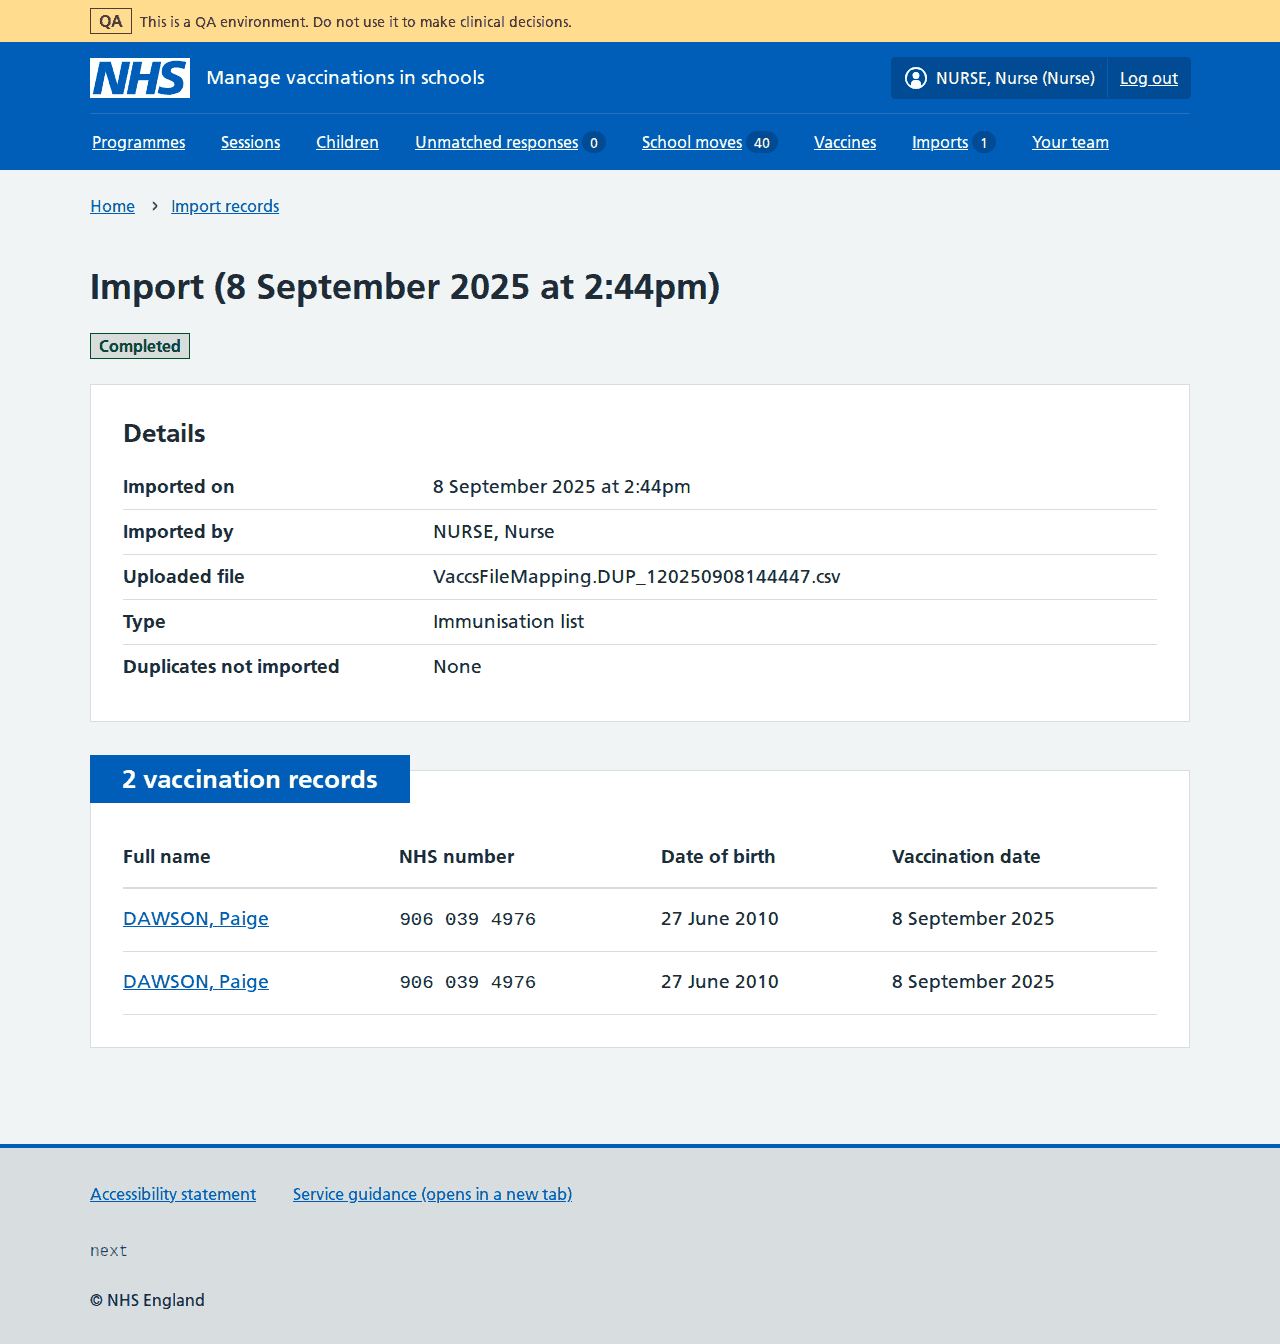 QA This is a QA environment. Do not use it to make clinical decisions.
NHS Manage vaccinations in schools NURSE, Nurse (Nurse) Log out
Programmes Sessions Children Unmatched responses 0 School moves 40 Vaccines Imports 1 Your team
Home › Import records
Import (8 September 2025 at 2:44pm)
Completed
Details
Imported on 8 September 2025 at 2:44pm
Imported by NURSE, Nurse
Uploaded file VaccsFileMapping.DUP_120250908144447.csv
Type Immunisation list
Duplicates not imported None
2 vaccination records
Full name NHS number Date of birth Vaccination date
DAWSON, Paige 906 039 4976 27 June 2010 8 September 2025
DAWSON, Paige 906 039 4976 27 June 2010 8 September 2025
Accessibility statement Service guidance (opens in a new tab)
next
© NHS England